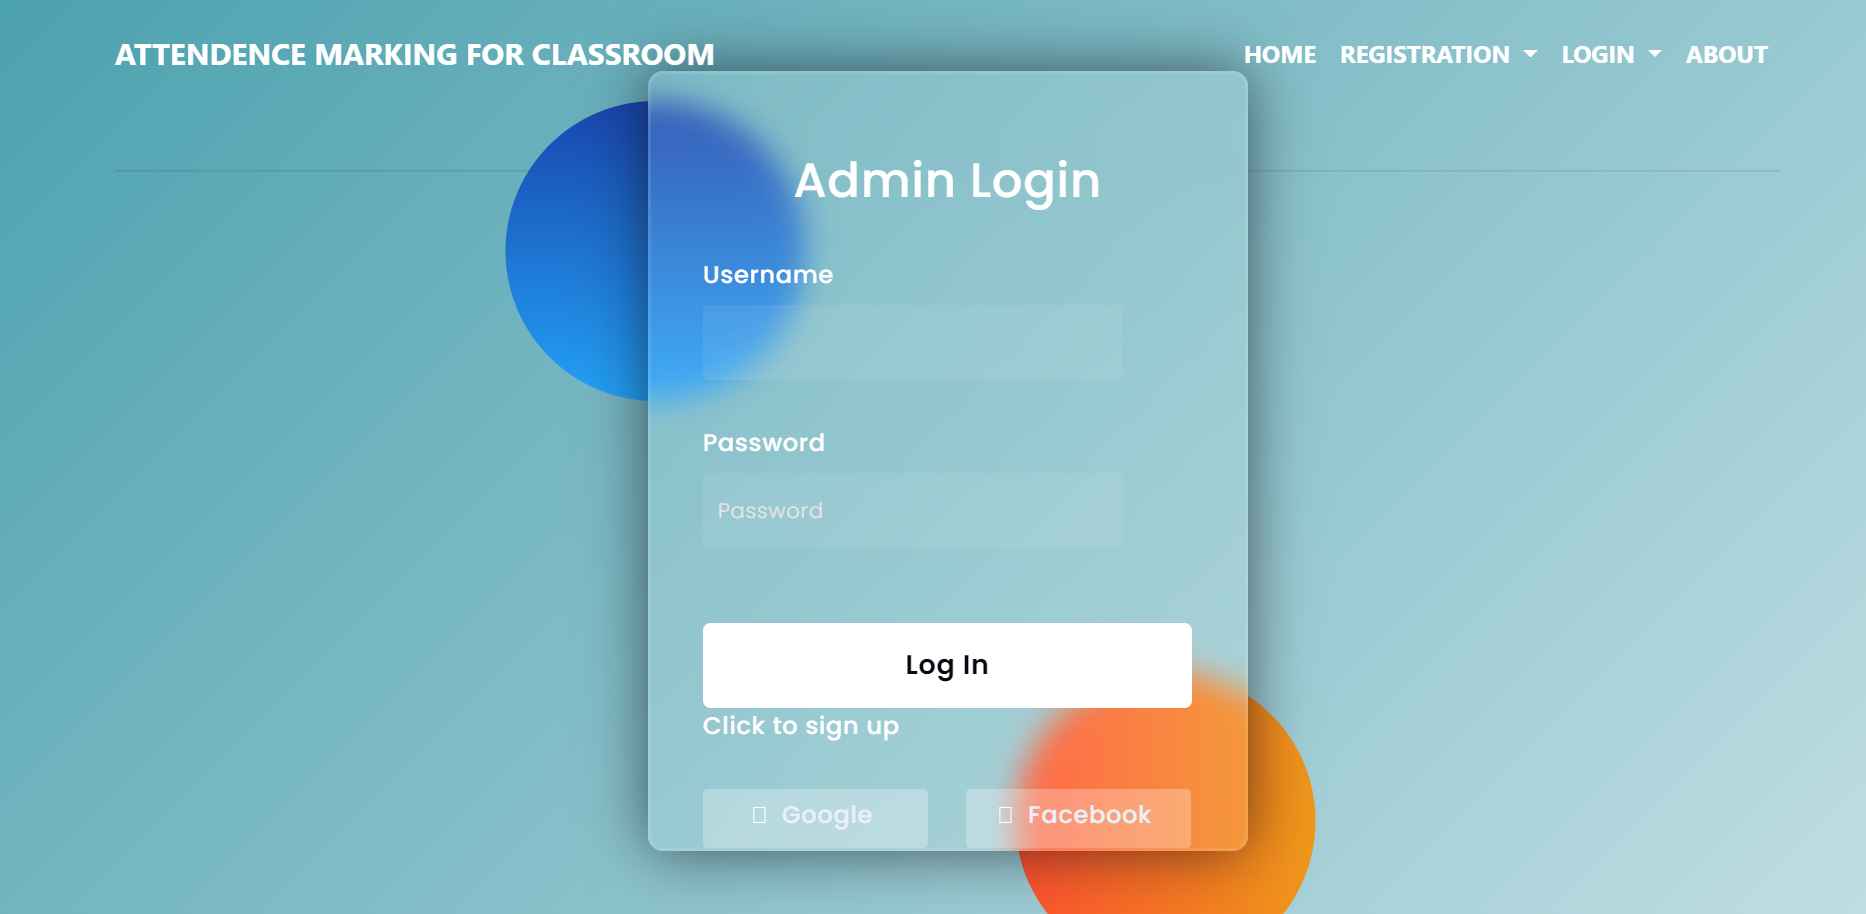 ATTENDENCE MARKING FOR CLASSROOM
HOME REGISTRATION LOGIN ABOUT
Admin Login
Username
Password
Password
Log In
Click to sign up
Google Facebook